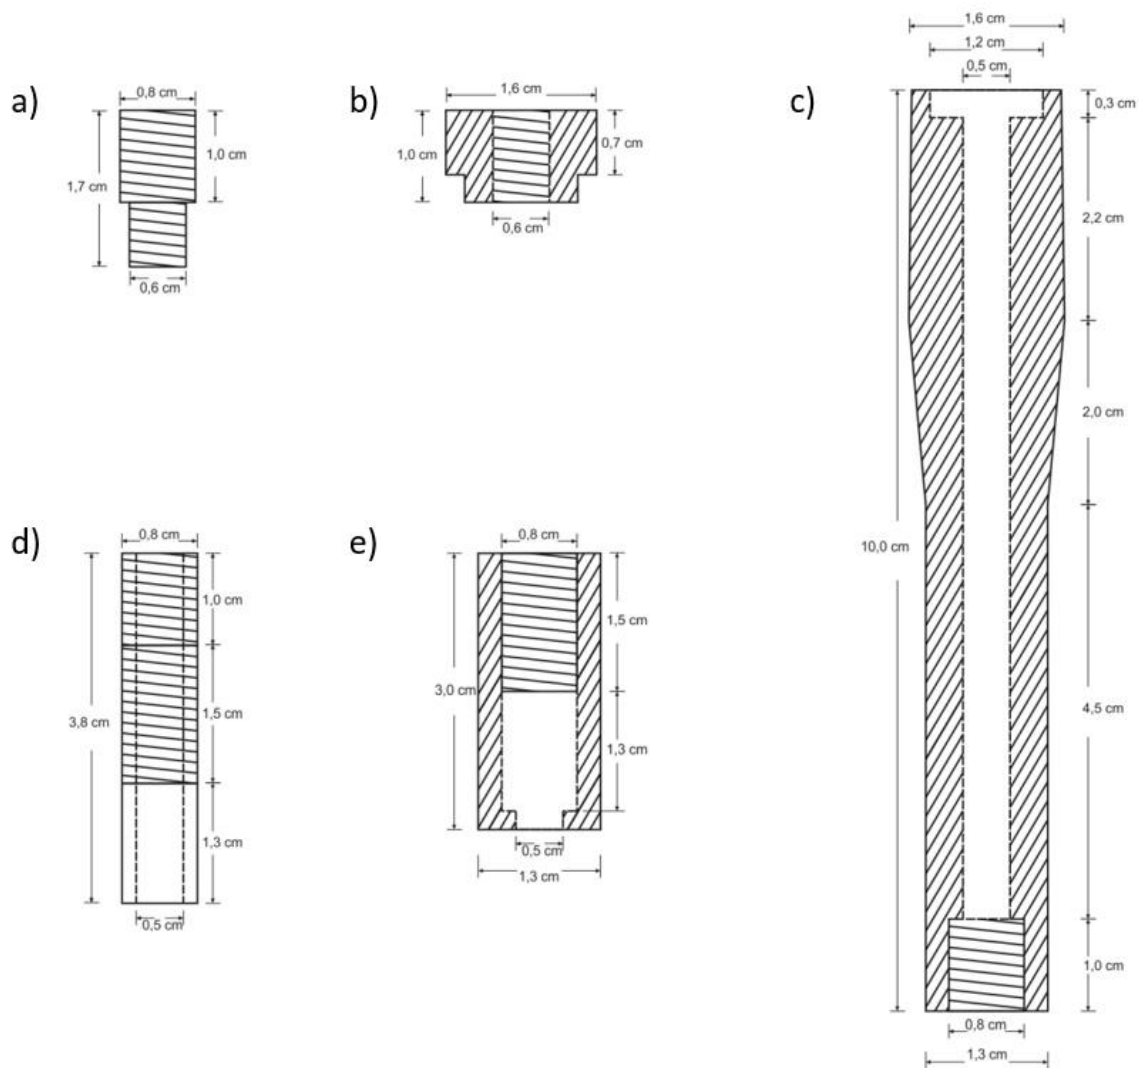 a)
0,8 cm
1,7 cm
1,0 cm
0,6 cm
b)
1,6 cm
1,0 cm
0,7 cm
0,6 cm
c)
1,6 cm
1,2 cm
0,5 cm
0,3 cm
2,2 cm
2,0 cm
10,0 cm
4,5 cm
1,0 cm
0,8 cm
1,3 cm
d)
0,8 cm
1,0 cm
3,8 cm
1,5 cm
1,3 cm
0,5 cm
e)
0,8 cm
1,5 cm
3,0 cm
1,3 cm
0,5 cm
1,3 cm